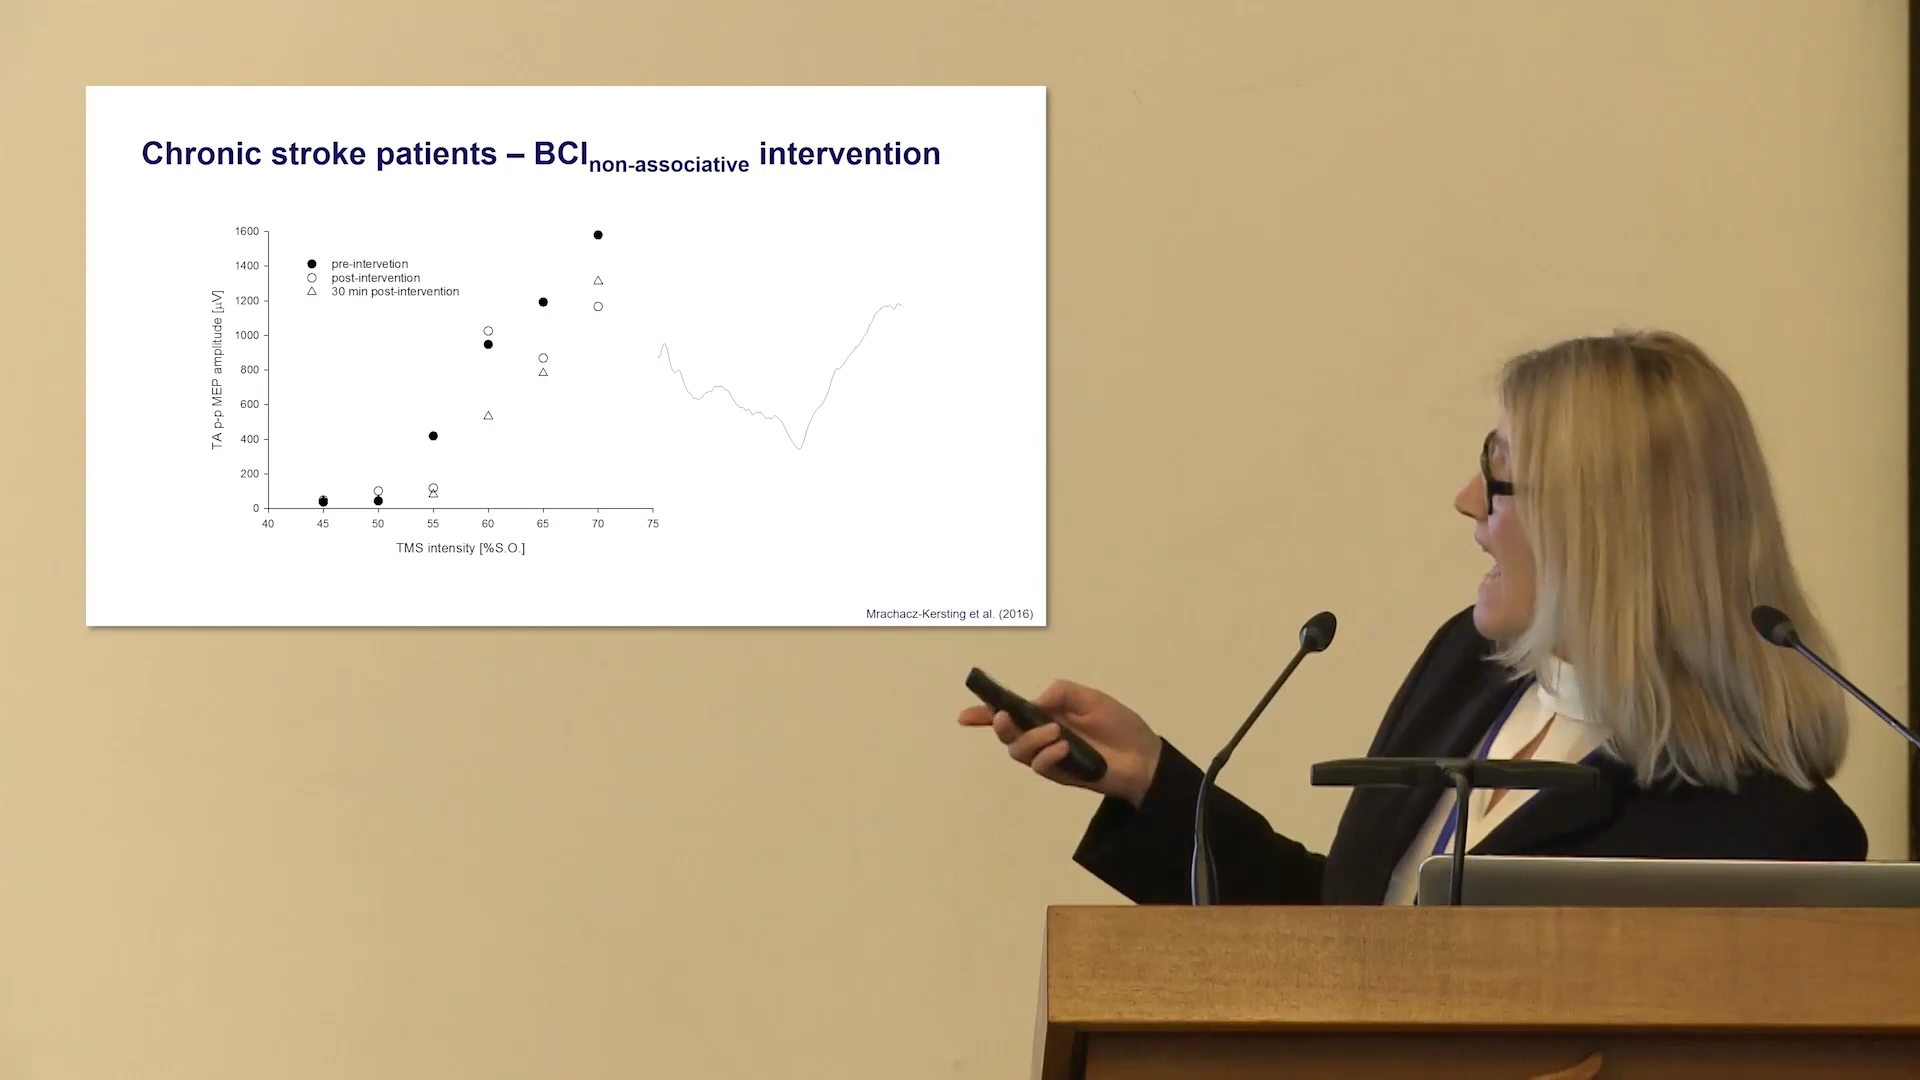 Chronic stroke patients – BCInon-associative intervention
1600
1400
1200
1000
800
600
400
200
0
TA p-p MEP amplitude [µV]
pre-intervetion
post-intervention
30 min post-intervention
40 45 50 55 60 65 70 75
TMS intensity [%S.O.]
Mrachacz-Kersting et al. (2016)